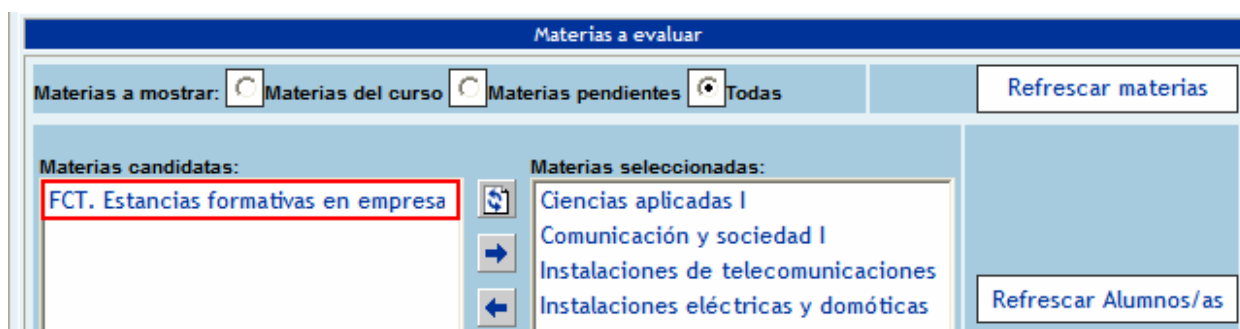 Materias a evaluar
Materias a mostrar: Materias del curso Materias pendientes Todas
Refrescar materias
Materias candidatas:
FCT. Estancias formativas en empresa
Materias seleccionadas:
Ciencias aplicadas I
Comunicación y sociedad I
Instalaciones de telecomunicaciones
Instalaciones eléctricas y domóticas
Refrescar Alumnos/as